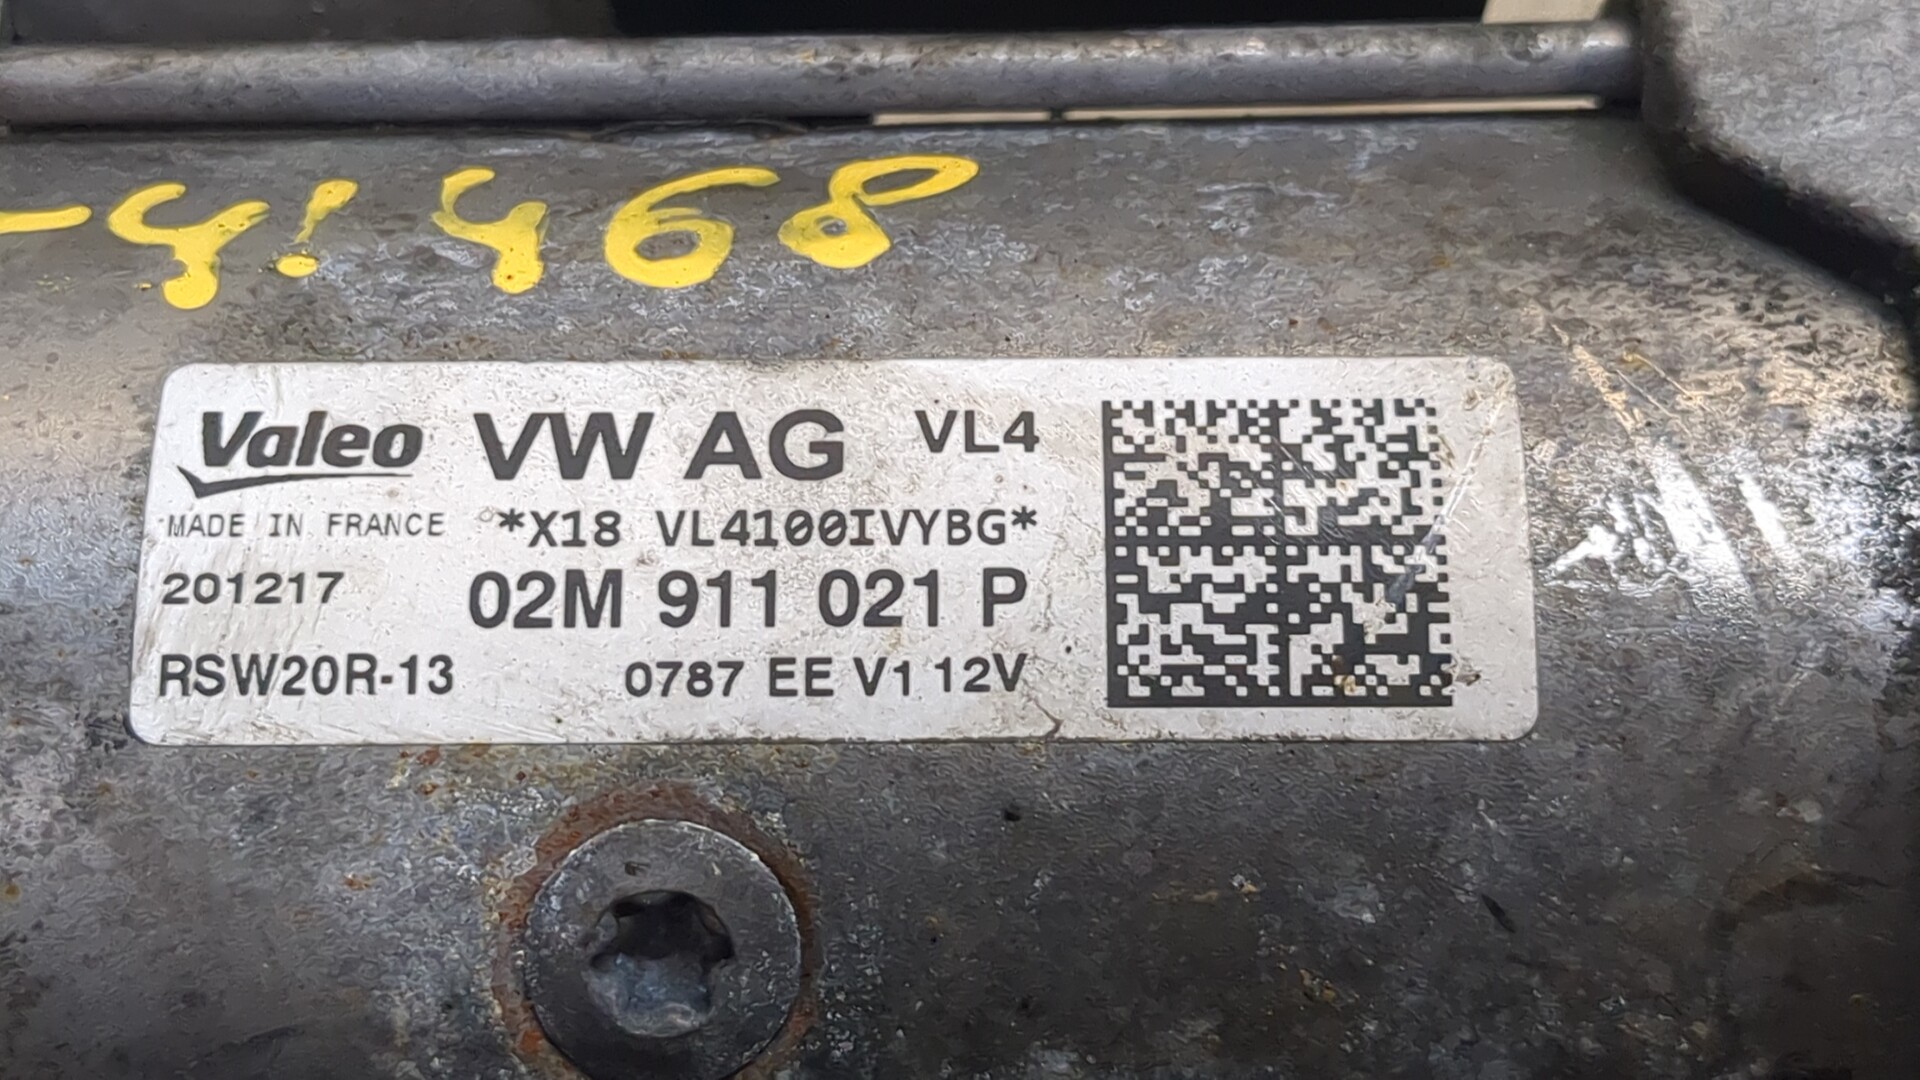 -4!468
Valeo VW AG VL4
MADE IN FRANCE *X18 VL4100IVYBG*
201217 02M 911 021 P
RSW20R-13 0787 EE V1 12V